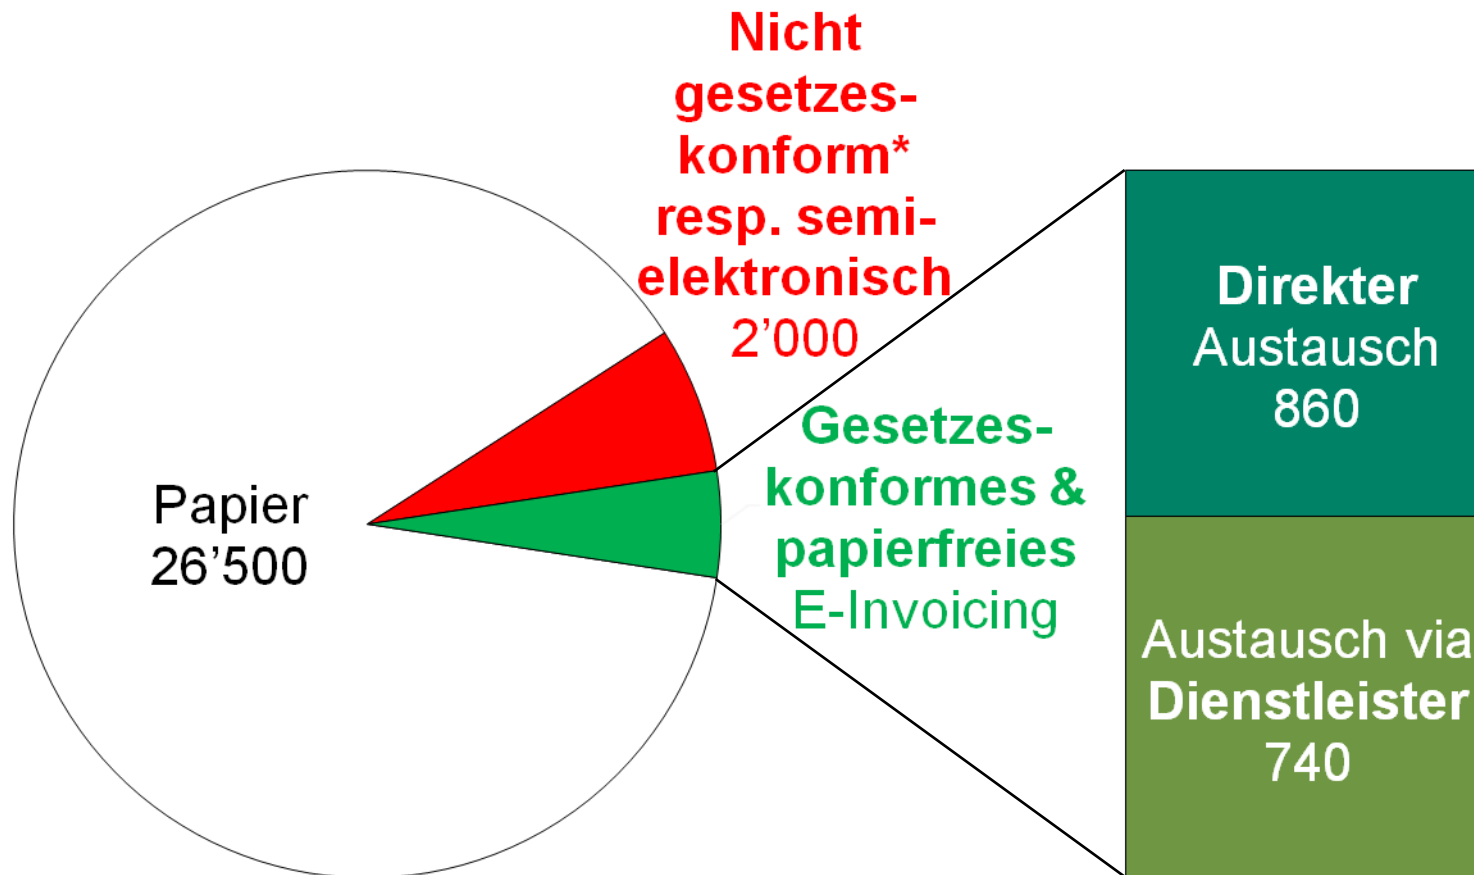 Nicht
gesetzes-
konform*
resp. semi-
elektronisch
2’000
Papier
26’500
Gesetzes-
konformes &
papierfreies
E-Invoicing
Direkter
Austausch
860
Austausch via
Dienstleister
740